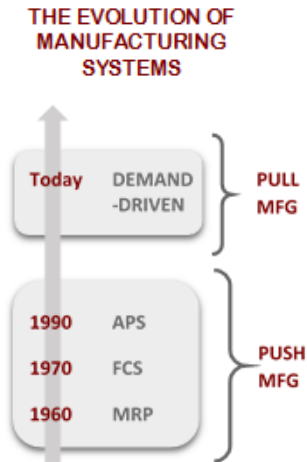 THE EVOLUTION OF
MANUFACTURING
SYSTEMS
Today DEMAND
-DRIVEN
PULL
MFG
1990 APS
1970 FCS
1960 MRP
PUSH
MFG